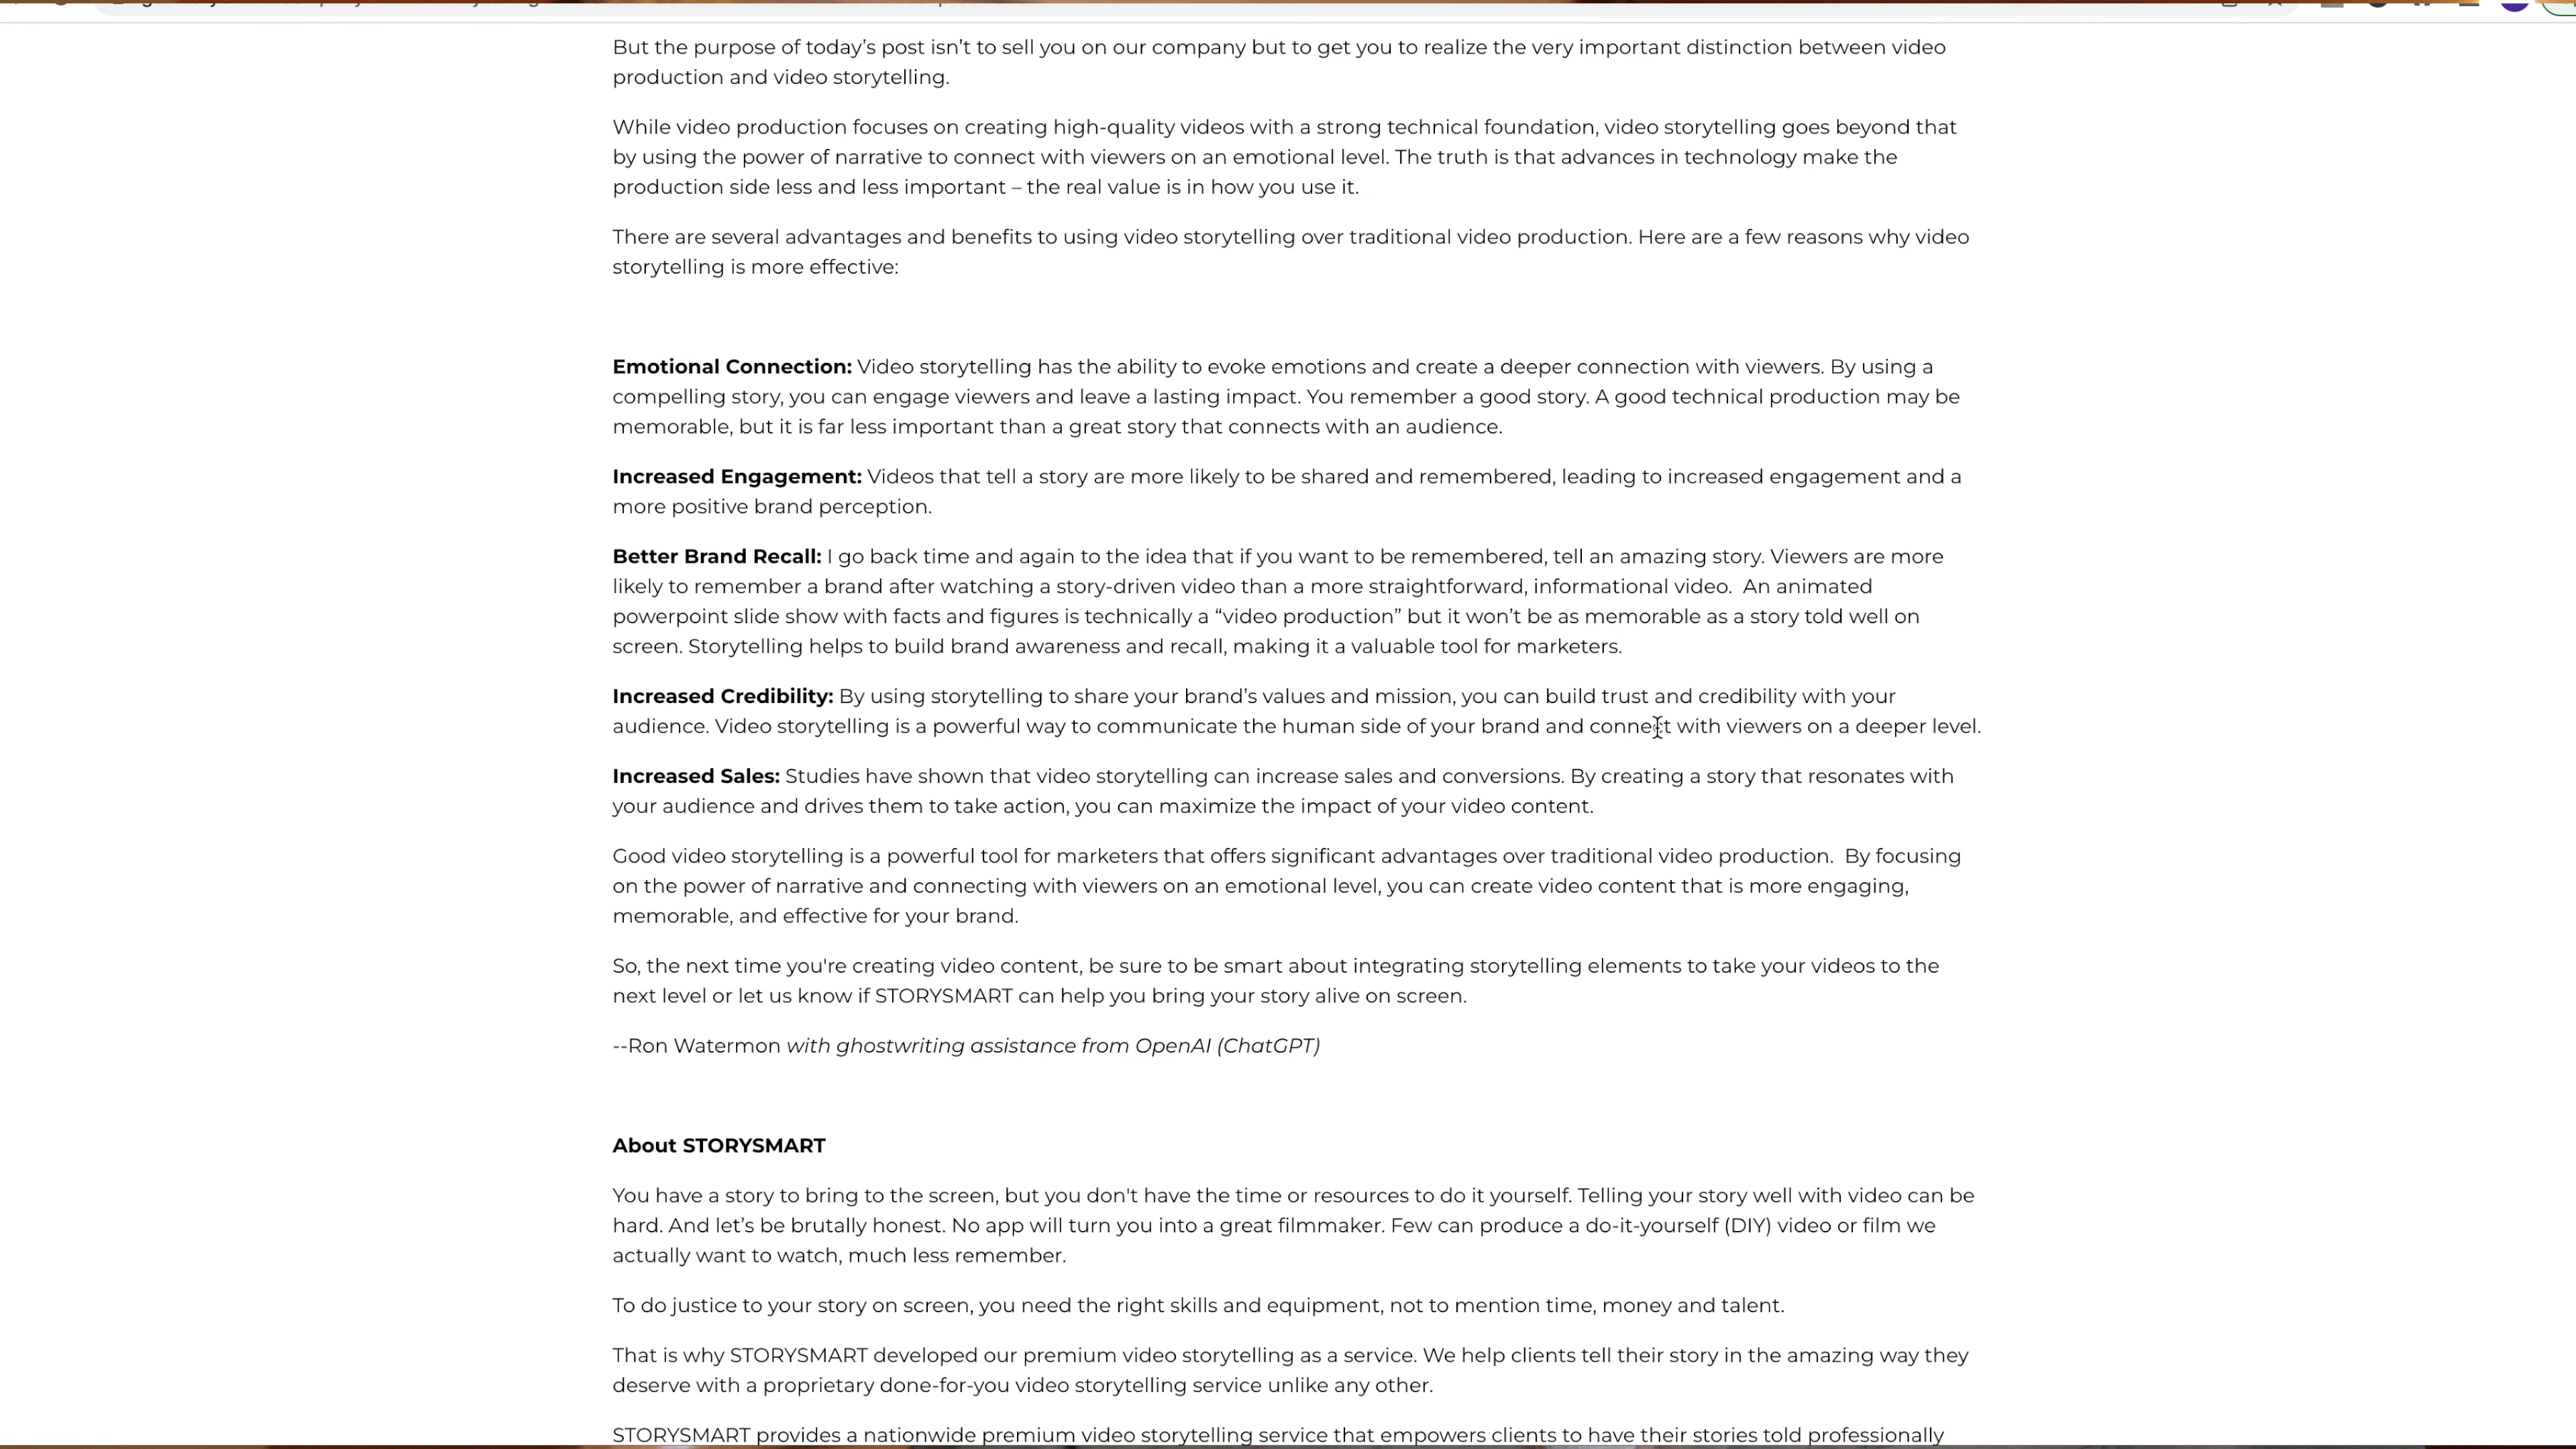 But the purpose of today’s post isn’t to sell you on our company but to get you to realize the very important distinction between video
production and video storytelling.
While video production focuses on creating high-quality videos with a strong technical foundation, video storytelling goes beyond that
by using the power of narrative to connect with viewers on an emotional level. The truth is that advances in technology make the
production side less and less important – the real value is in how you use it.
There are several advantages and benefits to using video storytelling over traditional video production. Here are a few reasons why video
storytelling is more effective:
Emotional Connection: Video storytelling has the ability to evoke emotions and create a deeper connection with viewers. By using a
compelling story, you can engage viewers and leave a lasting impact. You remember a good story. A good technical production may be
memorable, but it is far less important than a great story that connects with an audience.
Increased Engagement: Videos that tell a story are more likely to be shared and remembered, leading to increased engagement and a
more positive brand perception.
Better Brand Recall: I go back time and again to the idea that if you want to be remembered, tell an amazing story. Viewers are more
likely to remember a brand after watching a story-driven video than a more straightforward, informational video.  An animated
powerpoint slide show with facts and figures is technically a “video production” but it won’t be as memorable as a story told well on
screen. Storytelling helps to build brand awareness and recall, making it a valuable tool for marketers.
Increased Credibility: By using storytelling to share your brand’s values and mission, you can build trust and credibility with your
audience. Video storytelling is a powerful way to communicate the human side of your brand and connect with viewers on a deeper level.
Increased Sales: Studies have shown that video storytelling can increase sales and conversions. By creating a story that resonates with
your audience and drives them to take action, you can maximize the impact of your video content.
Good video storytelling is a powerful tool for marketers that offers significant advantages over traditional video production.  By focusing
on the power of narrative and connecting with viewers on an emotional level, you can create video content that is more engaging,
memorable, and effective for your brand.
So, the next time you're creating video content, be sure to be smart about integrating storytelling elements to take your videos to the
next level or let us know if STORYSMART can help you bring your story alive on screen.
--Ron Watermon with ghostwriting assistance from OpenAI (ChatGPT)
About STORYSMART
You have a story to bring to the screen, but you don't have the time or resources to do it yourself. Telling your story well with video can be
hard. And let’s be brutally honest. No app will turn you into a great filmmaker. Few can produce a do-it-yourself (DIY) video or film we
actually want to watch, much less remember.
To do justice to your story on screen, you need the right skills and equipment, not to mention time, money and talent.
That is why STORYSMART developed our premium video storytelling as a service. We help clients tell their story in the amazing way they
deserve with a proprietary done-for-you video storytelling service unlike any other.
STORYSMART provides a nationwide premium video storytelling service that empowers clients to have their stories told professionally